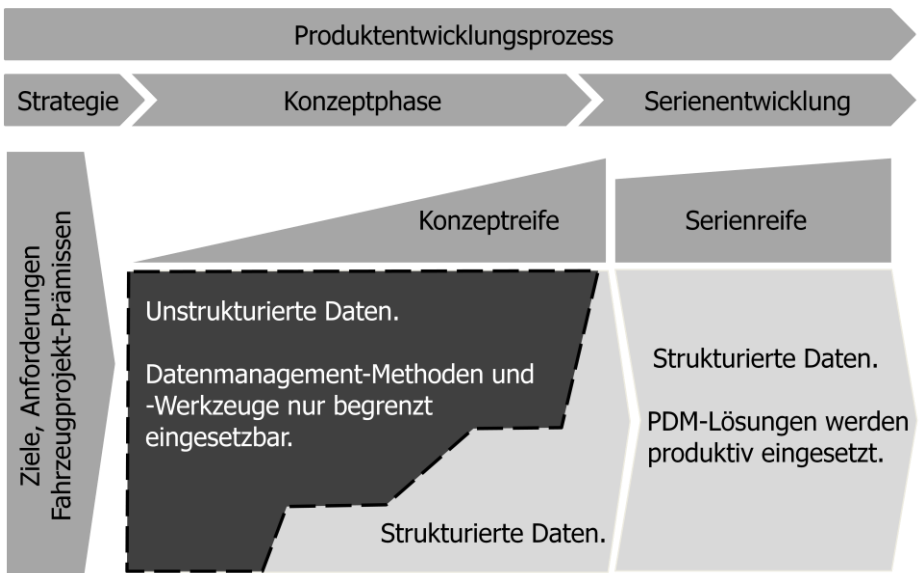 Produktentwicklungsprozess
Strategie
Konzeptphase
Serienentwicklung
Ziele, Anforderungen
Fahrzeugprojekt-Prämissen
Konzeptreife
Serienreife
Unstrukturierte Daten.
Datenmanagement-Methoden und
-Werkzeuge nur begrenzt
eingesetzbar.
Strukturierte Daten.
Strukturierte Daten.
PDM-Lösungen werden
produktiv eingesetzt.